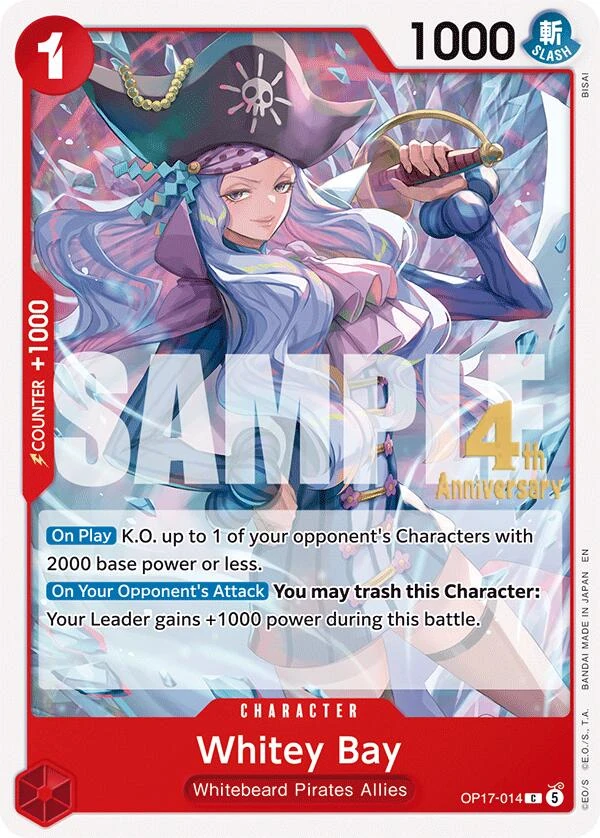 1
1000
斬
SLASH
BISAI
COUNTER +1000
SAMPLE
4th
Anniversary
On Play K.O. up to 1 of your opponent's Characters with
2000 base power or less.
On Your Opponent's Attack You may trash this Character:
Your Leader gains +1000 power during this battle.
CHARACTER
Whitey Bay
Whitebeard Pirates Allies
OP17-014 C 5
©EO/S ©E.O./S., T.A. BANDAI MADE IN JAPAN EN